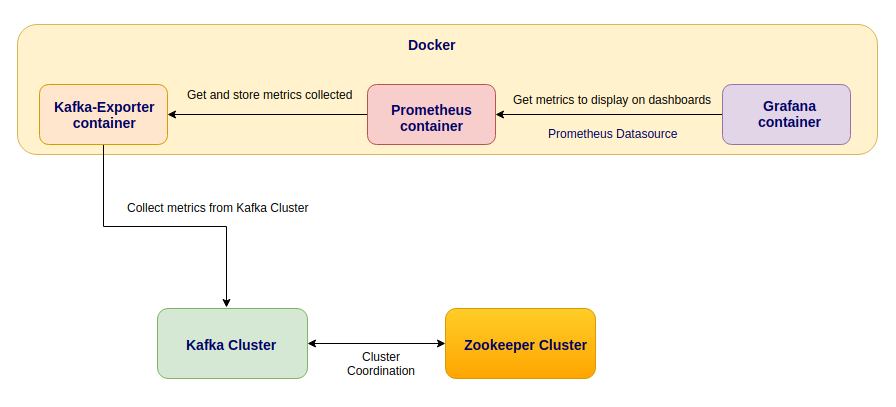 Docker
Kafka-Exporter
container
Get and store metrics collected
Prometheus
container
Get metrics to display on dashboards
Prometheus Datasource
Grafana
container
Collect metrics from Kafka Cluster
Kafka Cluster
Cluster
Coordination
Zookeeper Cluster